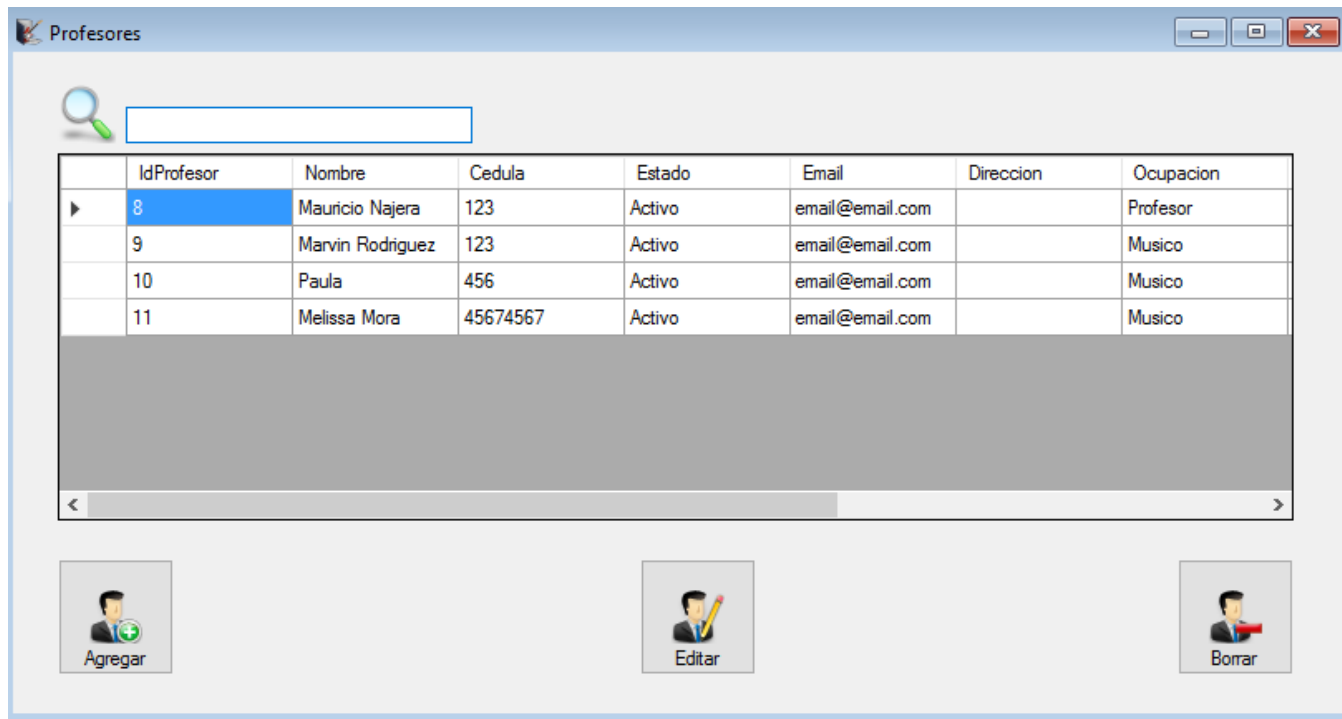 Profesores
IdProfesor Nombre Cedula Estado Email Direccion Ocupacion
8 Mauricio Najera 123 Activo email@email.com Profesor
9 Marvin Rodriguez 123 Activo email@email.com Musico
10 Paula 456 Activo email@email.com Musico
11 Melissa Mora 45674567 Activo email@email.com Musico
Agregar Editar Borrar